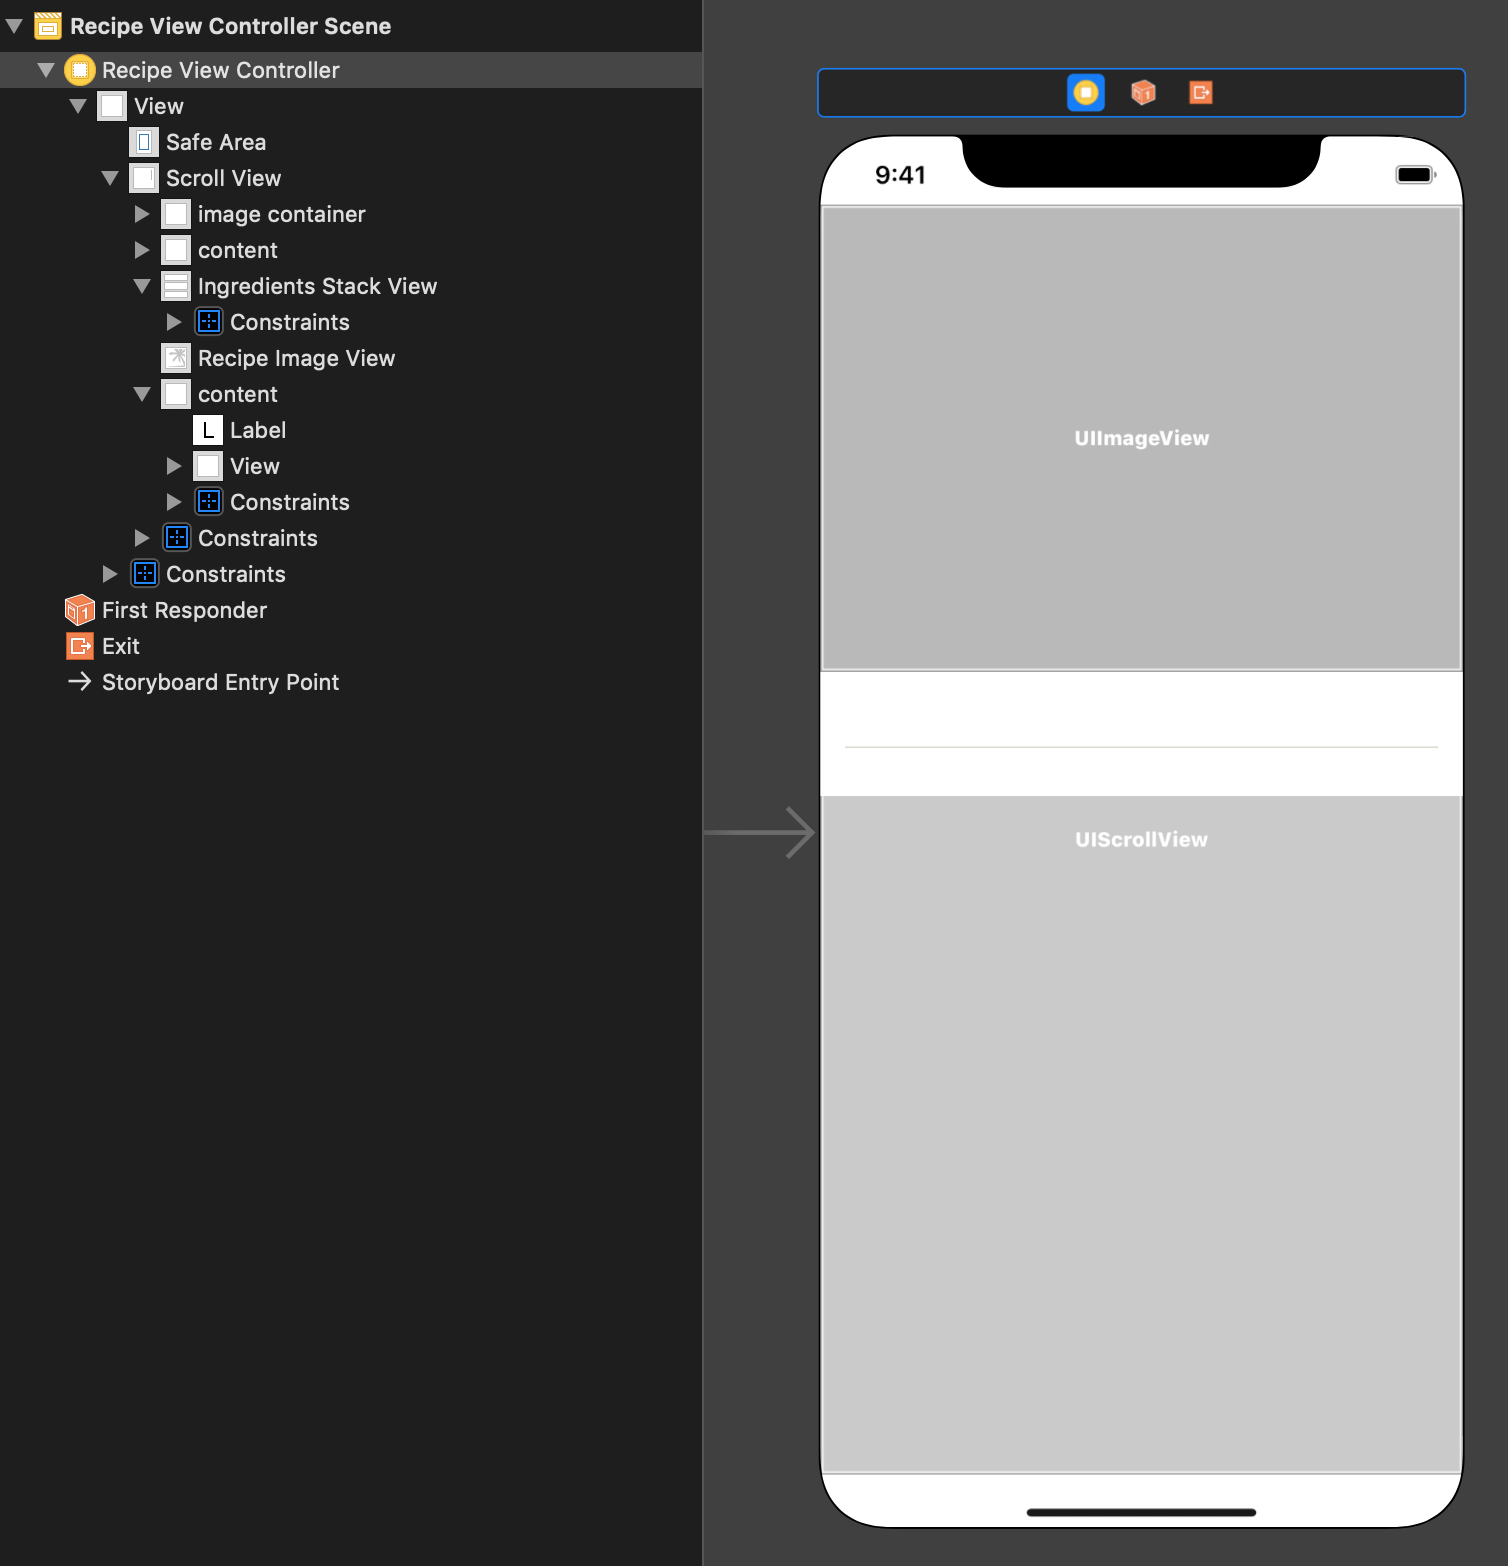 Recipe View Controller Scene
Recipe View Controller
View
Safe Area
Scroll View
image container
content
Ingredients Stack View
Constraints
Recipe Image View
content
L Label
View
Constraints
Constraints
Constraints
1 First Responder
Exit
Storyboard Entry Point
1
9:41
UIImageView
UIScrollView